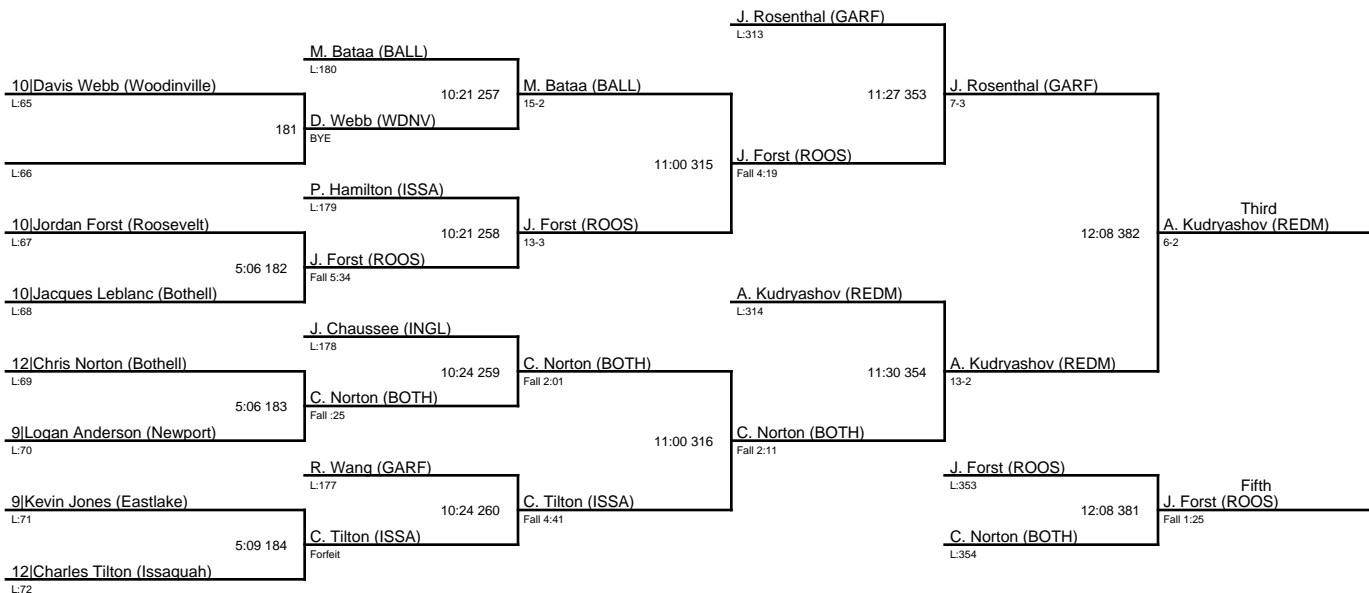 J. Rosenthal (GARF)
L:313
M. Bataa (BALL)
L:180
10|Davis Webb (Woodinville)
L:65
10:21 257
M. Bataa (BALL)
15-2
11:27 353
J. Rosenthal (GARF)
7-3
181
D. Webb (WDNV)
BYE
L:66
11:00 315
J. Forst (ROOS)
Fall 4:19
P. Hamilton (ISSA)
L:179
10|Jordan Forst (Roosevelt)
L:67
10:21 258
J. Forst (ROOS)
13-3
12:08 382
Third
A. Kudryashov (REDM)
6-2
5:06 182
J. Forst (ROOS)
Fall 5:34
10|Jacques Leblanc (Bothell)
L:68
A. Kudryashov (REDM)
L:314
J. Chaussee (INGL)
L:178
12|Chris Norton (Bothell)
L:69
10:24 259
C. Norton (BOTH)
Fall 2:01
11:30 354
A. Kudryashov (REDM)
13-2
5:06 183
C. Norton (BOTH)
Fall :25
9|Logan Anderson (Newport)
L:70
11:00 316
C. Norton (BOTH)
Fall 2:11
R. Wang (GARF)
L:177
J. Forst (ROOS)
L:353
9|Kevin Jones (Eastlake)
L:71
10:24 260
C. Tilton (ISSA)
Fall 4:41
12:08 381
Fifth
J. Forst (ROOS)
Fall 1:25
5:09 184
C. Tilton (ISSA)
Forfeit
C. Norton (BOTH)
L:354
12|Charles Tilton (Issaquah)
L:72